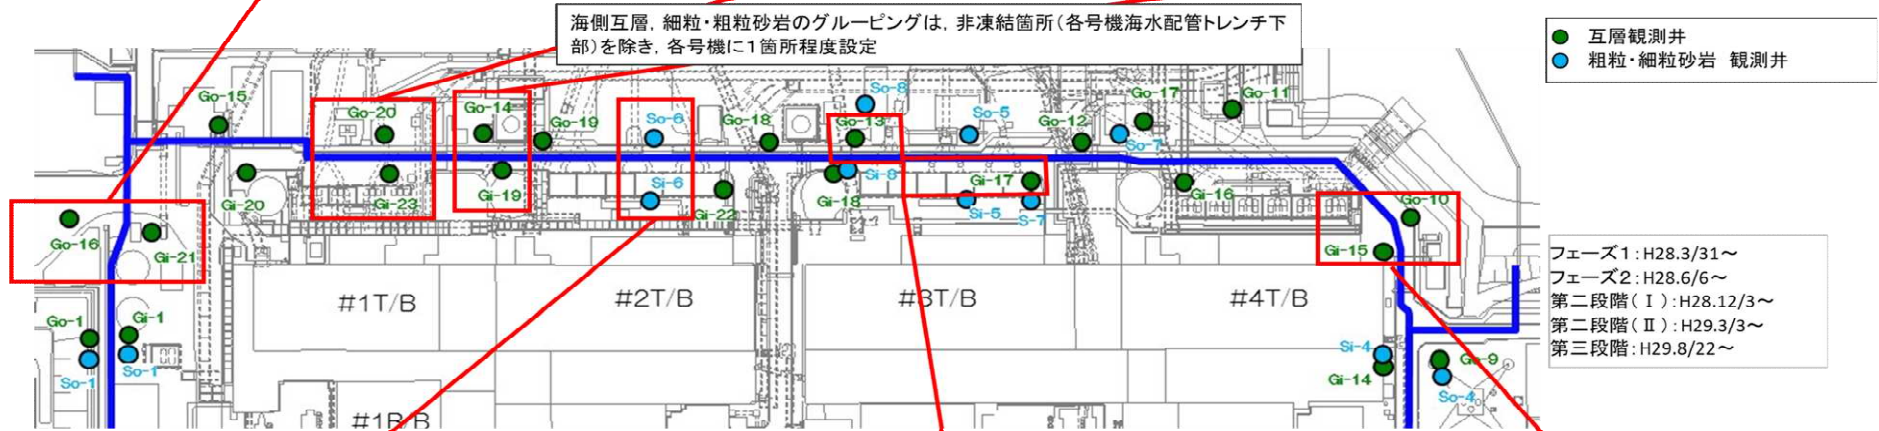 海側互層，細粒・粗粒砂岩のグルーピングは，非凍結箇所（各号機海水配管トレンチ下
部）を除き，各号機に１箇所程度設定
互層観測井
粗粒・細粒砂岩 観測井
Go-15
Go-20
Go-14
Go-19
So-6
Go-18
So-8
Go-13
So-5
Go-12
Go-17
So-7
Go-11
Gi-20
Gi-23
Gi-19
Si-6
Gi-22
Gi-18
Si-8
Gi-17
Si-5
S-7
Gi-16
Go-10
Gi-15
Go-16
Gi-21
#1T/B
#2T/B
#3T/B
#4T/B
フェーズ１：H28.3/31～
フェーズ２：H28.6/6～
第二段階（Ⅰ）：H28.12/3～
第二段階（Ⅱ）：H29.3/3～
第三段階：H29.8/22～
Go-1
Gi-1
So-1
So-1
Si-4
Gi-14
Go-9
So-4
#1R/B